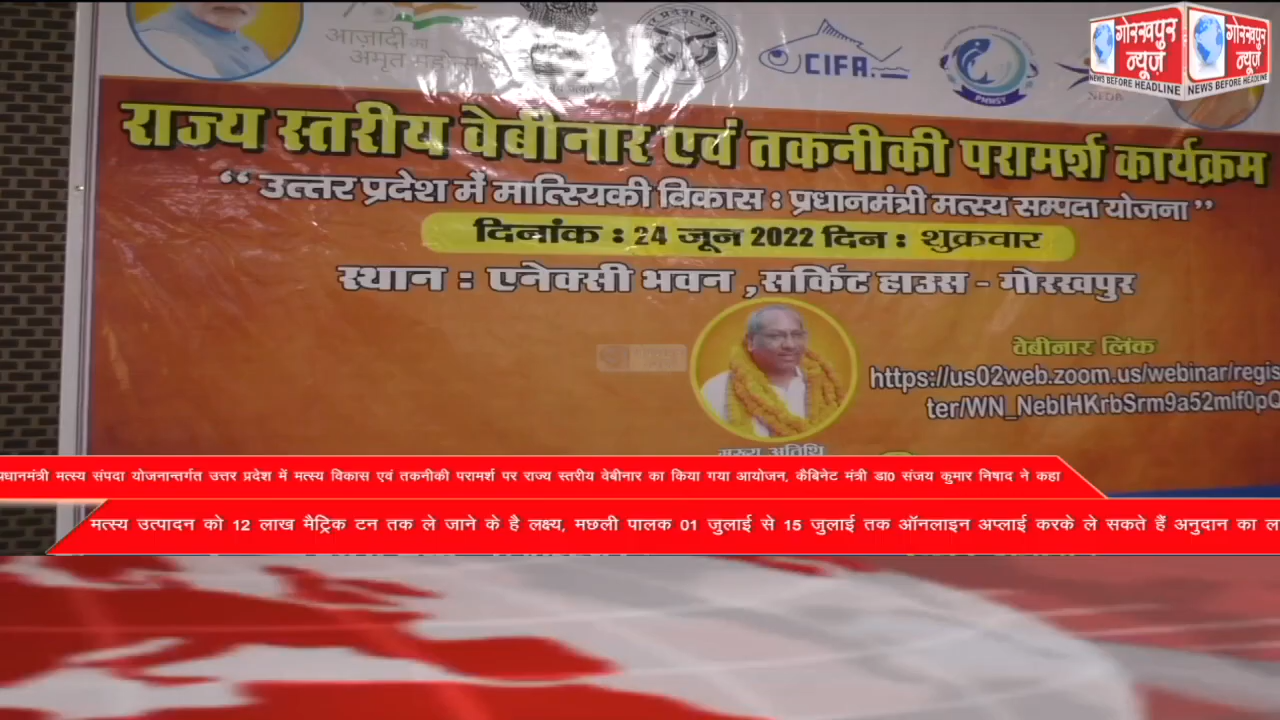 आज़ादी का
अमृत महोत्सव
CIFA.
PMMSY
NFDB
गोरखपुर
न्यूज़
NEWS BEFORE HEADLINE
गोरखपुर
न्यूज़
NEWS BEFORE HEADLINE
राज्य स्तरीय वेबीनार एवं तकनीकी परामर्श कार्यक्रम
“ उत्तर प्रदेश में मात्स्यिकी विकास : प्रधानमंत्री मत्स्य सम्पदा योजना ”
दिनांक : 24 जून 2022 दिन : शुक्रवार
स्थान : एनेक्सी भवन , सर्किट हाउस - गोरखपुर
वेबीनार लिंक
https://us02web.zoom.us/webinar/regis
ter/WN_NebIHKrbSrm9a52mlf0pQ
मुख्य अतिथि
प्रधानमंत्री मत्स्य संपदा योजनान्तर्गत उत्तर प्रदेश में मत्स्य विकास एवं तकनीकी परामर्श पर राज्य स्तरीय वेबीनार का किया गया आयोजन, कैबिनेट मंत्री डा0 संजय कुमार निषाद ने कहा
मत्स्य उत्पादन को 12 लाख मैट्रिक टन तक ले जाने के है लक्ष्य, मछली पालक 01 जुलाई से 15 जुलाई तक ऑनलाइन अप्लाई करके ले सकते हैं अनुदान का ल